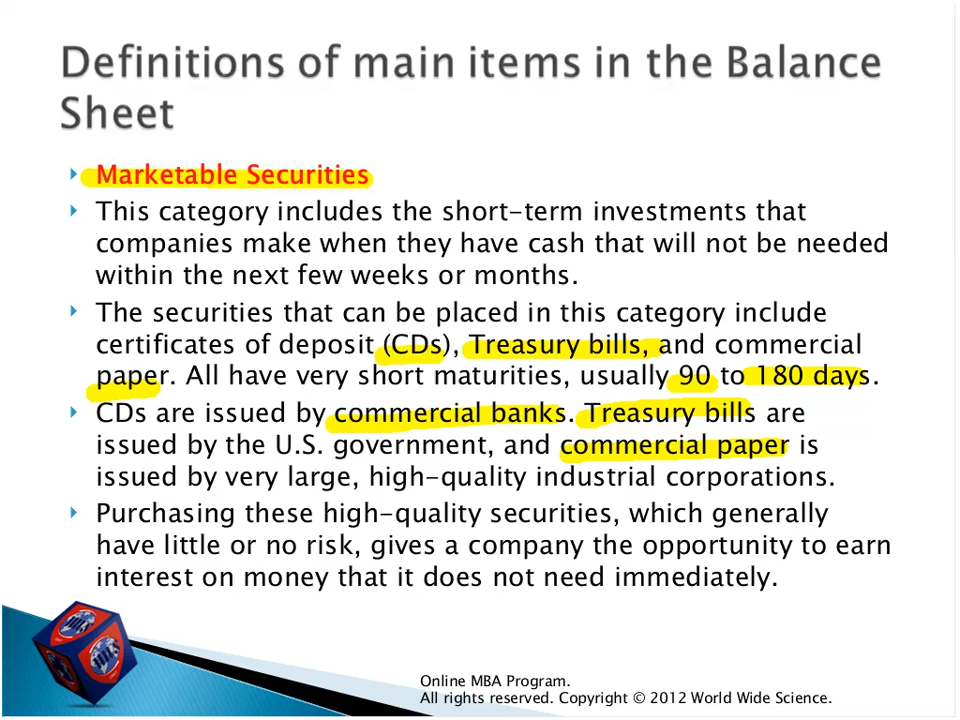 Definitions of main items in the Balance
Sheet
Marketable Securities
This category includes the short-term investments that
companies make when they have cash that will not be needed
within the next few weeks or months.
The securities that can be placed in this category include
certificates of deposit (CDs), Treasury bills, and commercial
paper. All have very short maturities, usually 90 to 180 days.
CDs are issued by commercial banks. Treasury bills are
issued by the U.S. government, and commercial paper is
issued by very large, high-quality industrial corporations.
Purchasing these high-quality securities, which generally
have little or no risk, gives a company the opportunity to earn
interest on money that it does not need immediately.
Online MBA Program.
All rights reserved. Copyright © 2012 World Wide Science.